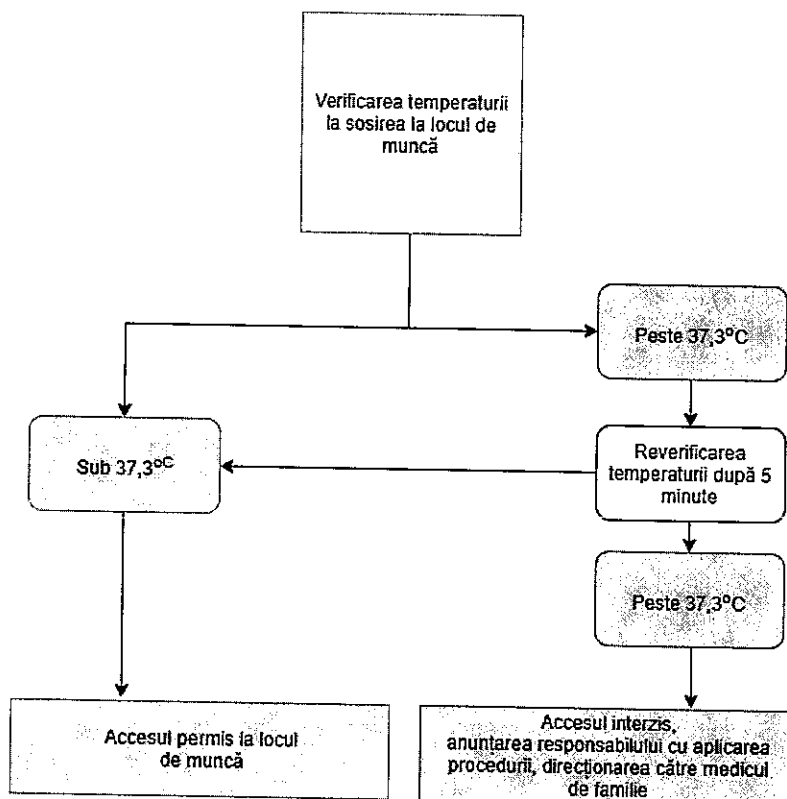 Verificarea temperaturii
la sosirea la locul de
muncă
Peste 37,3°C
Sub 37,3°C
Reverificarea
temperaturii după 5
minute
Peste 37,3°C
Accesul permis la locul
de muncă
Accesul interzis,
anunțarea responsabilului cu aplicarea
procedurii, direcționarea către medicul
de familie